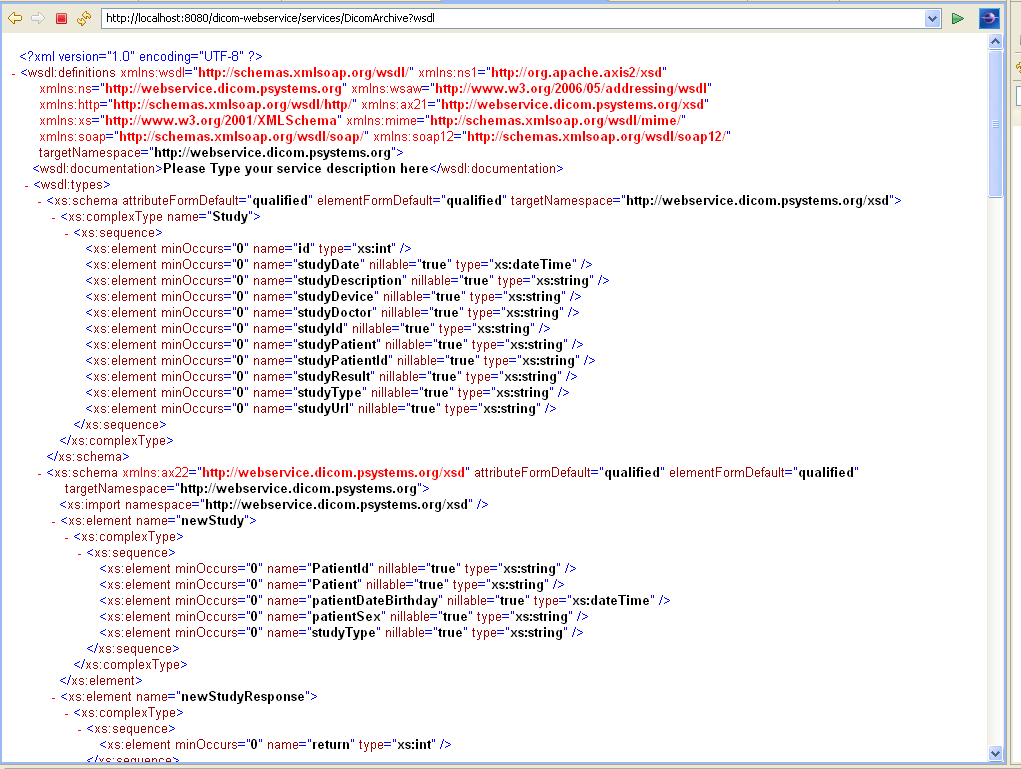 http://localhost:8080/dicom-webservice/services/DicomArchive?wsdl
<?xml version="1.0" encoding="UTF-8" ?>
- <wsdl:definitions xmlns:wsdl="http://schemas.xmlsoap.org/wsdl/" xmlns:ns1="http://org.apache.axis2/xsd"
xmlns:ns="http://webservice.dicom.psystems.org" xmlns:wsaw="http://www.w3.org/2006/05/addressing/wsdl"
xmlns:http="http://schemas.xmlsoap.org/wsdl/http/" xmlns:ax21="http://webservice.dicom.psystems.org/xsd"
xmlns:xs="http://www.w3.org/2001/XMLSchema" xmlns:mime="http://schemas.xmlsoap.org/wsdl/mime/"
xmlns:soap="http://schemas.xmlsoap.org/wsdl/soap/" xmlns:soap12="http://schemas.xmlsoap.org/wsdl/soap12/"
targetNamespace="http://webservice.dicom.psystems.org">
<wsdl:documentation>Please Type your service description here</wsdl:documentation>
- <wsdl:types>
- <xs:schema attributeFormDefault="qualified" elementFormDefault="qualified" targetNamespace="http://webservice.dicom.psystems.org/xsd">
- <xs:complexType name="Study">
- <xs:sequence>
<xs:element minOccurs="0" name="id" type="xs:int" />
<xs:element minOccurs="0" name="studyDate" nillable="true" type="xs:dateTime" />
<xs:element minOccurs="0" name="studyDescription" nillable="true" type="xs:string" />
<xs:element minOccurs="0" name="studyDevice" nillable="true" type="xs:string" />
<xs:element minOccurs="0" name="studyDoctor" nillable="true" type="xs:string" />
<xs:element minOccurs="0" name="studyId" nillable="true" type="xs:string" />
<xs:element minOccurs="0" name="studyPatient" nillable="true" type="xs:string" />
<xs:element minOccurs="0" name="studyPatientId" nillable="true" type="xs:string" />
<xs:element minOccurs="0" name="studyResult" nillable="true" type="xs:string" />
<xs:element minOccurs="0" name="studyType" nillable="true" type="xs:string" />
<xs:element minOccurs="0" name="studyUrl" nillable="true" type="xs:string" />
</xs:sequence>
</xs:complexType>
</xs:schema>
- <xs:schema xmlns:ax22="http://webservice.dicom.psystems.org/xsd" attributeFormDefault="qualified" elementFormDefault="qualified"
targetNamespace="http://webservice.dicom.psystems.org">
<xs:import namespace="http://webservice.dicom.psystems.org/xsd" />
- <xs:element name="newStudy">
- <xs:complexType>
- <xs:sequence>
<xs:element minOccurs="0" name="PatientId" nillable="true" type="xs:string" />
<xs:element minOccurs="0" name="Patient" nillable="true" type="xs:string" />
<xs:element minOccurs="0" name="patientDateBirthday" nillable="true" type="xs:dateTime" />
<xs:element minOccurs="0" name="patientSex" nillable="true" type="xs:string" />
<xs:element minOccurs="0" name="studyType" nillable="true" type="xs:string" />
</xs:sequence>
</xs:complexType>
</xs:element>
- <xs:element name="newStudyResponse">
- <xs:complexType>
- <xs:sequence>
<xs:element minOccurs="0" name="return" type="xs:int" />
</xs:sequence>